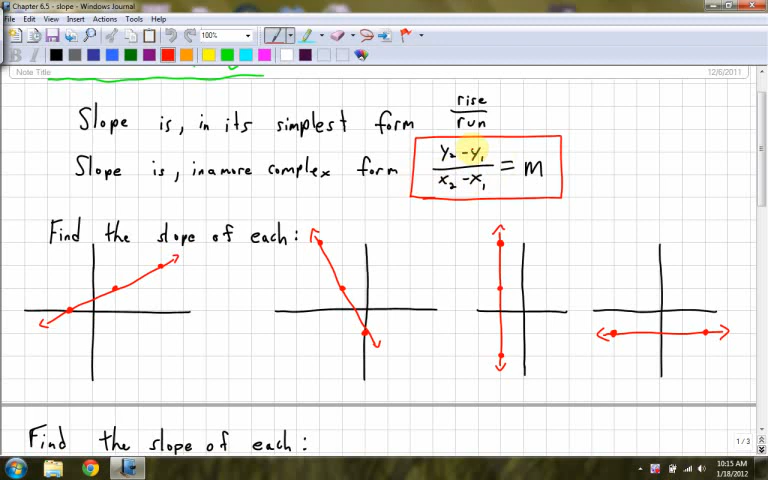 Chapter 6.5 - slope - Windows Journal
File Edit View Insert Actions Tools Help
100%
B I
Note Title
12/6/2011
Slope is, in its simplest form rise/run
Slope is, in a more complex form y₂ - y₁ / x₂ - x₁ = m
Find the slope of each:
Find the slope of each:
1 / 3
10:15 AM
1/18/2012